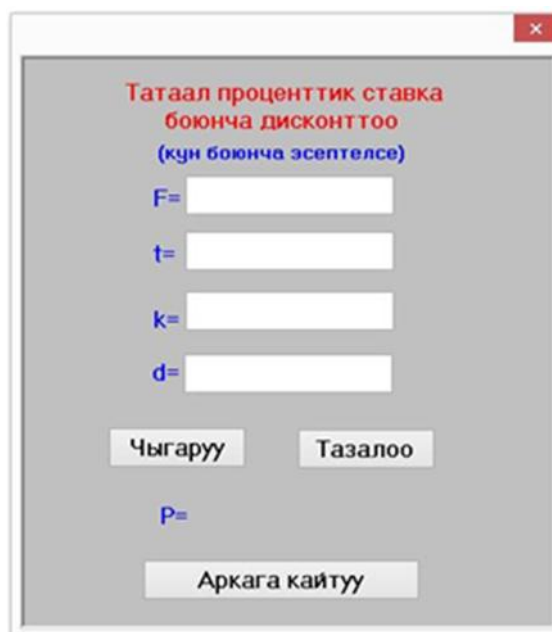 Татаал проценттик ставка
боюнча дисконттоо
(күн боюнча эсептелсе)
F=
t=
k=
d=
Чыгаруу Тазалоо
P=
Аркага кайтуу